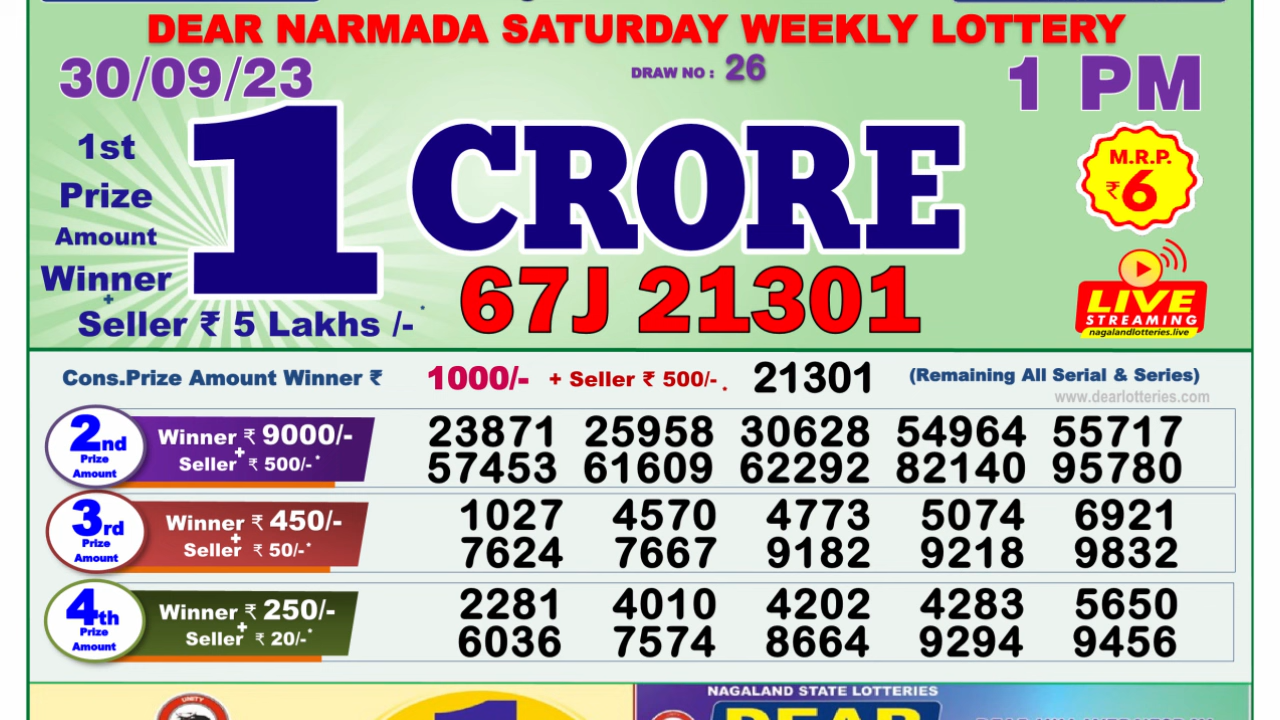 DEAR NARMADA SATURDAY WEEKLY LOTTERY
30/09/23
DRAW NO : 26
1 PM
1st
Prize
Amount
Winner
+
Seller ₹ 5 Lakhs /- *
1 CRORE
67J 21301
M.R.P.
₹6
LIVE
STREAMING
nagalandlotteries.live
Cons.Prize Amount Winner ₹ 1000/- + Seller ₹ 500/- . 21301 (Remaining All Serial & Series)
www.dearlotteries.com
2nd
Prize
Amount
Winner ₹ 9000/-
+
Seller ₹ 500/- *
23871 25958 30628 54964 55717
57453 61609 62292 82140 95780
3rd
Prize
Amount
Winner ₹ 450/-
+
Seller ₹ 50/- *
1027 4570 4773 5074 6921
7624 7667 9182 9218 9832
4th
Prize
Amount
Winner ₹ 250/-
+
Seller ₹ 20/- *
2281 4010 4202 4283 5650
6036 7574 8664 9294 9456
UNITY
1
NAGALAND STATE LOTTERIES
DEAR